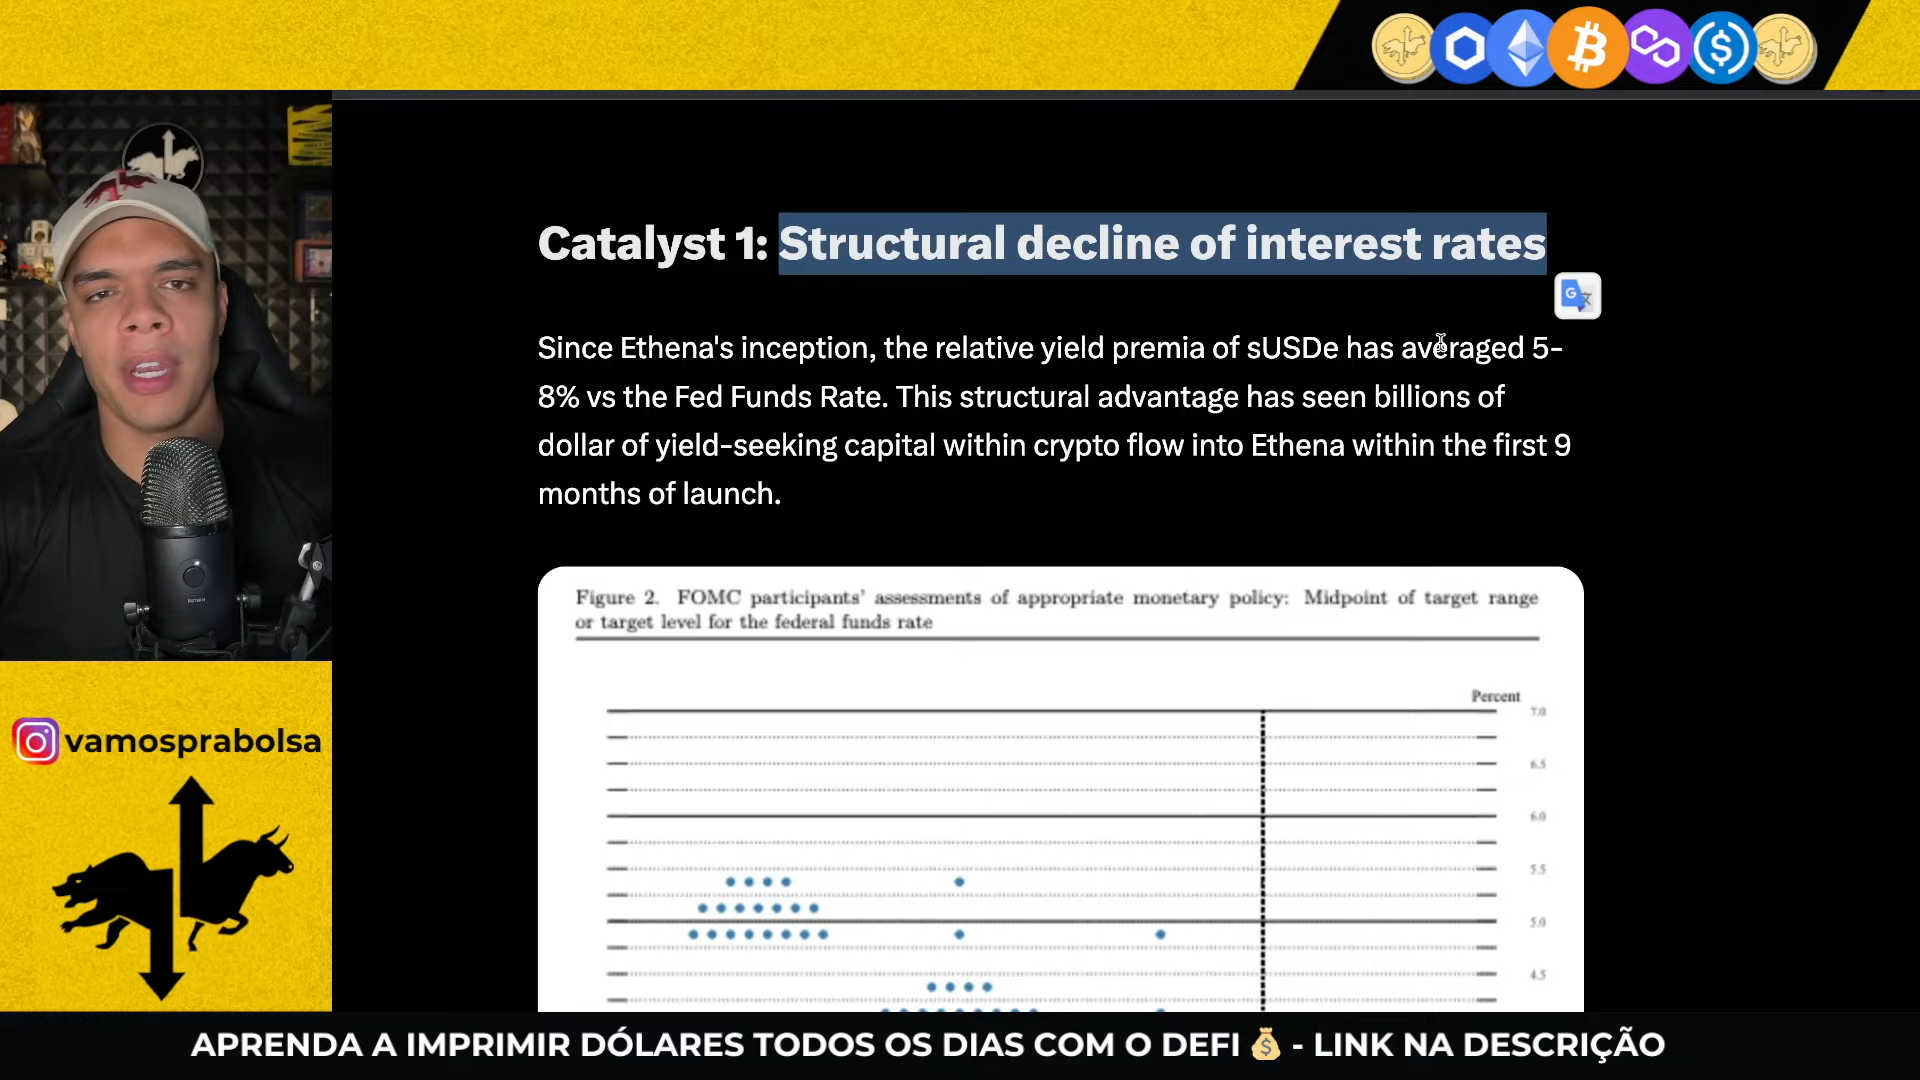 Catalyst 1: Structural decline of interest rates
Since Ethena's inception, the relative yield premia of sUSDe has averaged 5-
8% vs the Fed Funds Rate. This structural advantage has seen billions of
dollar of yield-seeking capital within crypto flow into Ethena within the first 9
months of launch.
Figure 2. FOMC participants' assessments of appropriate monetary policy: Midpoint of target range
or target level for the federal funds rate
Percent
7.0
6.5
6.0
5.5
5.0
4.5
vamosprabolsa
APRENDA A IMPRIMIR DÓLARES TODOS OS DIAS COM O DEFI 💰 - LINK NA DESCRIÇÃO